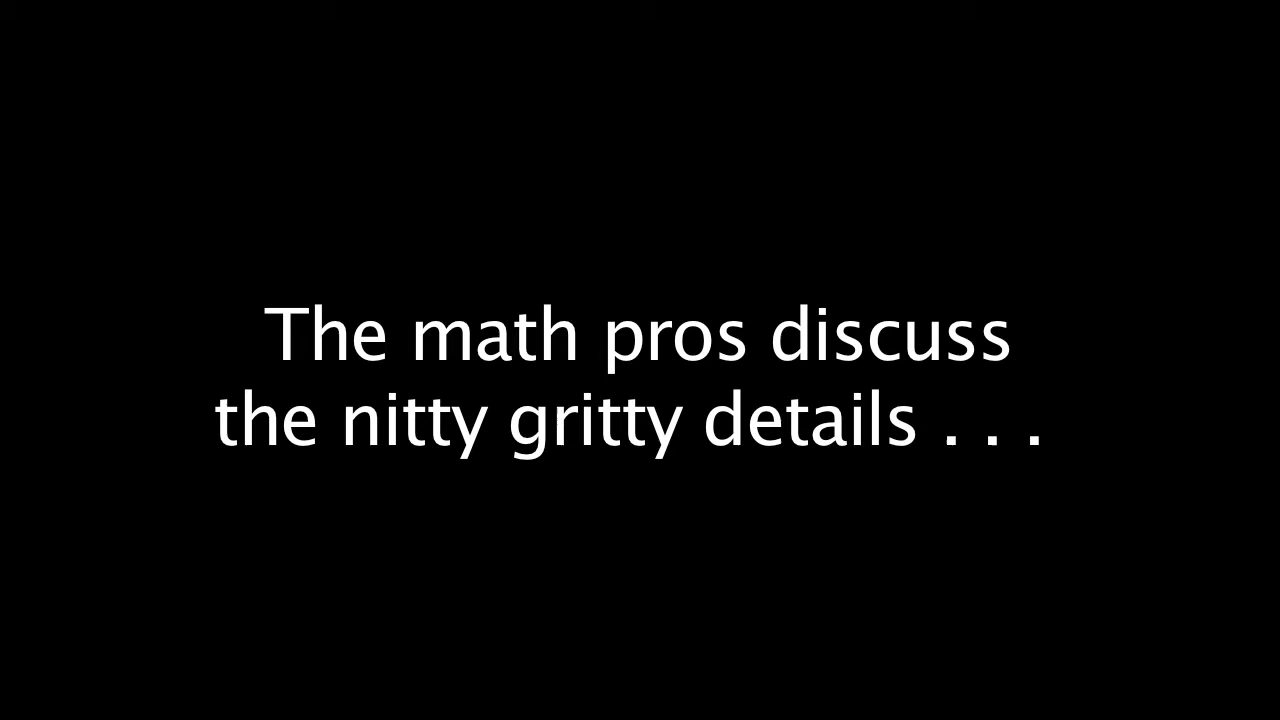 The math pros discuss
the nitty gritty details . . .